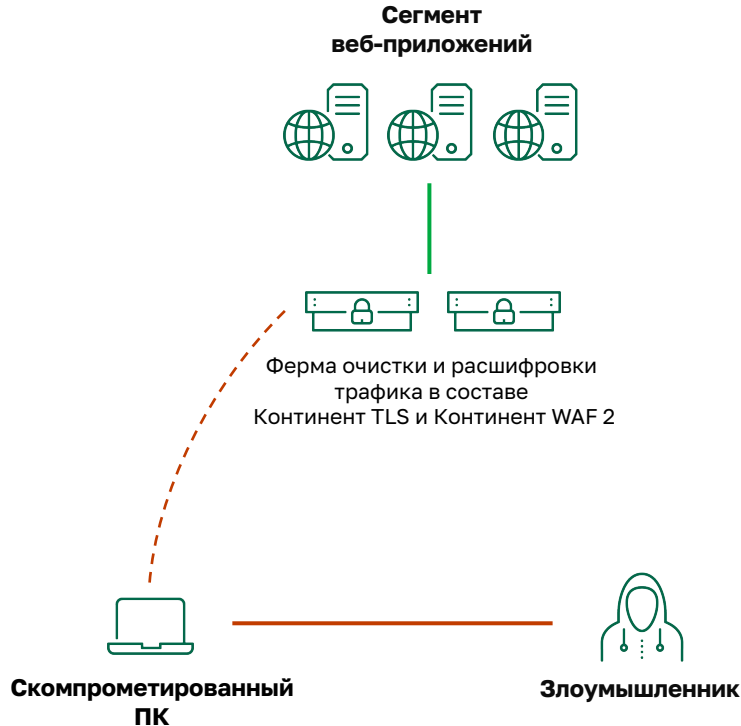 Сегмент
веб-приложений
Ферма очистки и расшифровки
трафика в составе
Континент TLS и Континент WAF 2
Скомпрометированный
ПК
Злоумышленник